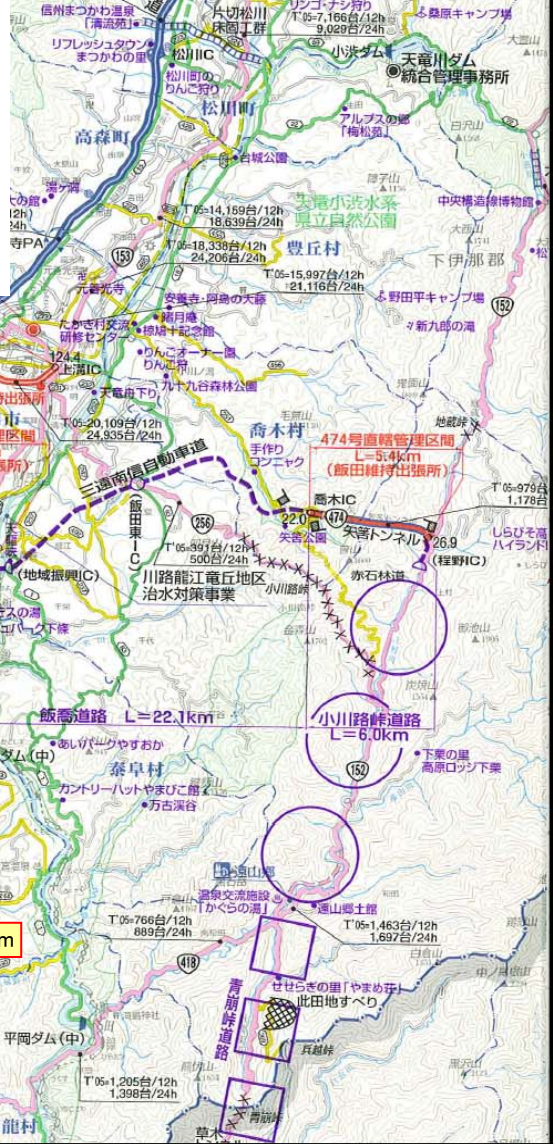 信州まつかわ温泉
「清流苑」
リフレッシュタウン
まつかわの里
片切松川
床固工群
リンゴ・ナシ狩り
T'05=7,166台/12h
9,029台/24h
桑原キャンプ場
小渋ダム
天竜川ダム
統合管理事務所
松川IC
松川町の
りんご狩り
松川町
アルプスの郷
「梅松苑」
高森町
台城公園
中央構造線博物館
天竜小渋水系
県立自然公園
T'05=14,159台/12h
18,639台/24h
T'05=18,338台/12h
24,206台/24h
豊丘村
下伊那郡
T'05=15,997台/12h
21,116台/24h
153
152
寺PA
元善光寺
安養寺・阿島の大藤
野田平キャンプ場
新九郎の滝
たかぎ村交流
研修センター
椋鳩十記念館
りんごオーナー園
りんご狩
九十九谷森林公園
124.4
上溝IC
天竜舟下り
地蔵峠
T'05=20,109台/12h
24,935台/24h
喬木村
手作り
コンニャク
474号直轄管理区間
L=5.4km
(飯田維持出張所)
三遠南信自動車道
喬木IC
474
T'05=979台
1,178台
22.0
矢筈公園
矢筈トンネル
26.9
(程野IC)
しらびそ高
ハイランド
(飯田東IC)
256
T'05=391台/12h
500台/24h
(地域振興IC)
川路龍江竜丘地区
治水対策事業
小川路峠
赤石林道
飯喬道路 L=22.1km
小川路峠道路
L=6.0km
152
下栗の里
高原ロッジ下栗
ダム(中)
あいパークやすおか
泰阜村
カントリーハットやまびこ館
万古渓谷
遠山郷
温泉交流施設
「かぐらの湯」
遠山郷土館
T'05=766台/12h
889台/24h
T'05=1,463台/12h
1,697台/24h
418
せせらぎの里「やまめ荘」
此田地すべり
青崩峠道路
平岡ダム(中)
兵越峠
T'05=1,205台/12h
1,398台/24h
青崩峠
龍村
草木